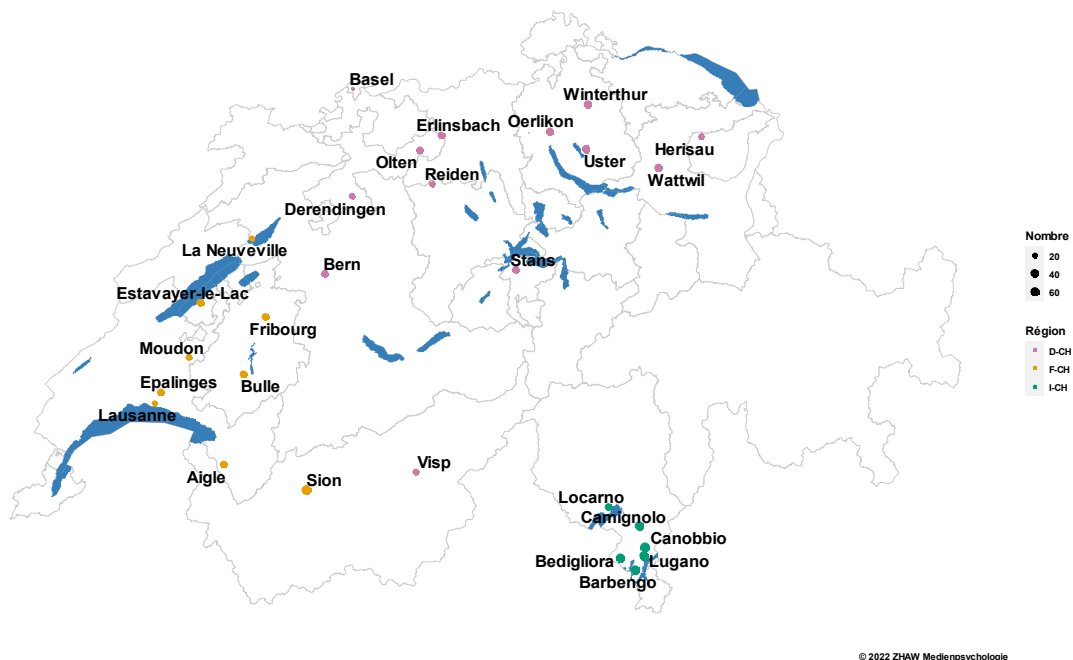 Basel
Winterthur
Erlinsbach
Oerlikon
Olten
Uster
Herisau
Reiden
Wattwil
Derendingen
La Neuveville
Stans
Bern
Estavayer-le-Lac
Fribourg
Moudon
Epalinges
Bulle
Lausanne
Aigle
Sion
Visp
Locarno
Camignolo
Canobbio
Bedigliora
Lugano
Barbengo
Nombre
20
40
60
Région
D-CH
F-CH
I-CH
© 2022 ZHAW Medienpsychologie